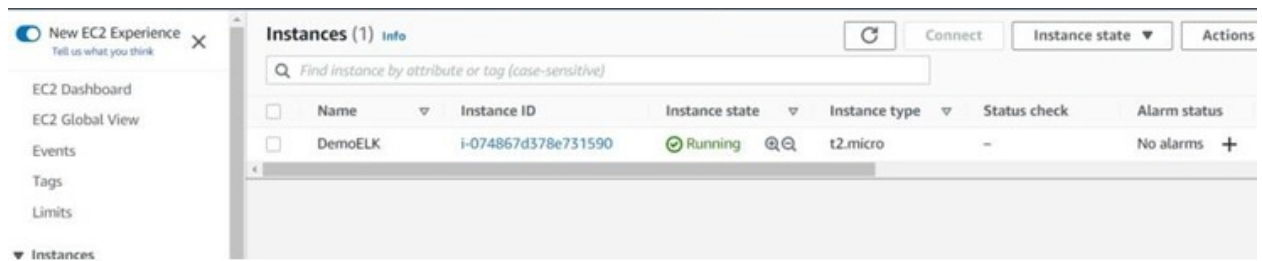 New EC2 Experience
Tell us what you think
EC2 Dashboard
EC2 Global View
Events
Tags
Limits
Instances
Instances (1) Info
Connect
Instance state
Actions
Find instance by attribute or tag (case-sensitive)
Name Instance ID Instance state Instance type Status check Alarm status
DemoELK i-074867d378e731590 Running t2.micro – No alarms +